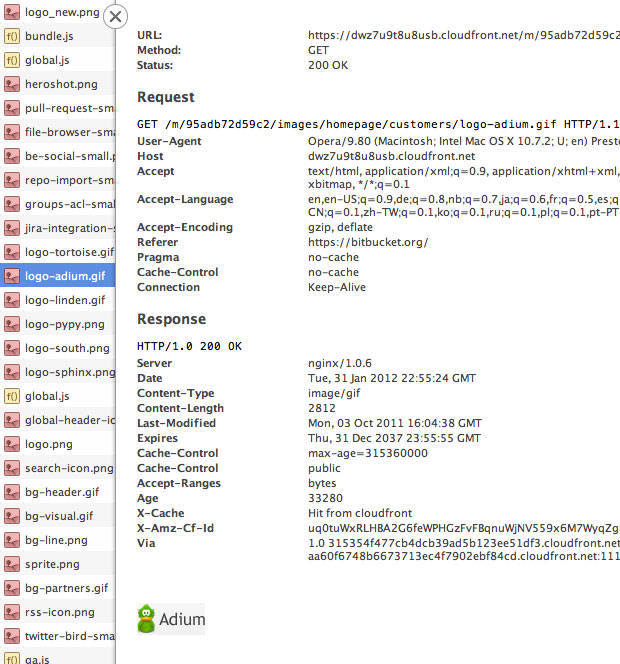 logo_new.png
bundle.js
global.js
heroshot.png
pull-request-sma
file-browser-sma
be-social-small.p
repo-import-sma
groups-acl-small
jira-integration-s
logo-tortoise.gif
logo-adium.gif
logo-linden.gif
logo-pypy.png
logo-south.png
logo-sphinx.png
global.js
global-header-ic
logo.png
search-icon.png
bg-header.gif
bg-visual.gif
bg-line.png
sprite.png
bg-partners.gif
rss-icon.png
twitter-bird-sma
ga.js
URL: https://dwz7u9t8u8usb.cloudfront.net/m/95adb72d59c2
Method: GET
Status: 200 OK
Request
GET /m/95adb72d59c2/images/homepage/customers/logo-adium.gif HTTP/1.1
User-Agent Opera/9.80 (Macintosh; Intel Mac OS X 10.7.2; U; en) Presto
Host dwz7u9t8u8usb.cloudfront.net
Accept text/html, application/xml;q=0.9, application/xhtml+xml,
xbitmap, */*;q=0.1
Accept-Language en,en-US;q=0.9,de;q=0.8,nb;q=0.7,ja;q=0.6,fr;q=0.5,es;q
CN;q=0.1,zh-TW;q=0.1,ko;q=0.1,ru;q=0.1,pl;q=0.1,pt-PT
Accept-Encoding gzip, deflate
Referer https://bitbucket.org/
Pragma no-cache
Cache-Control no-cache
Connection Keep-Alive
Response
HTTP/1.0 200 OK
Server nginx/1.0.6
Date Tue, 31 Jan 2012 22:55:24 GMT
Content-Type image/gif
Content-Length 2812
Last-Modified Mon, 03 Oct 2011 16:04:38 GMT
Expires Thu, 31 Dec 2037 23:55:55 GMT
Cache-Control max-age=315360000
Cache-Control public
Accept-Ranges bytes
Age 33280
X-Cache Hit from cloudfront
X-Amz-Cf-Id uq0tuWxRLHBA2G6feWPHGzFvFBqnuWjNV559x6M7WyqZg
Via 1.0 315354f477cb4dcb39ad5b123ee51df3.cloudfront.net
aa60f6748b6673713ec4f7902ebf84cd.cloudfront.net:111
Adium